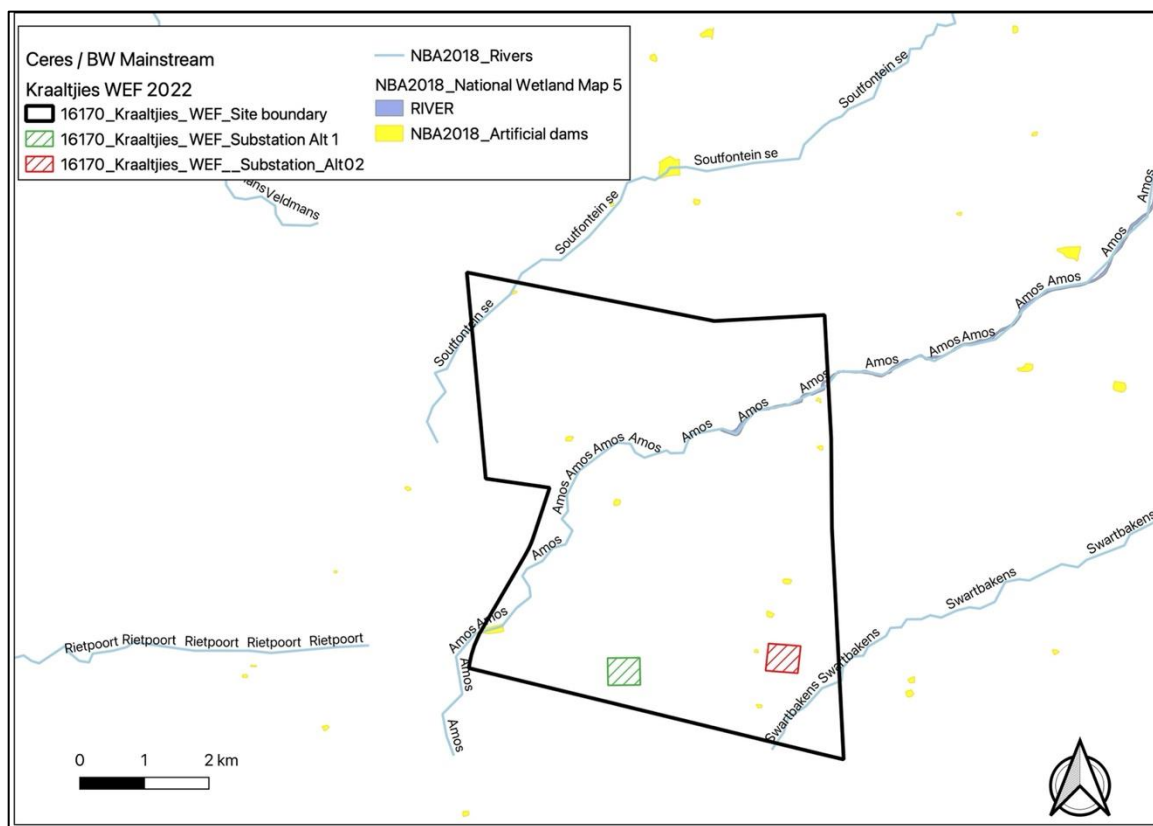 Ceres / BW Mainstream
Kraaltjies WEF 2022
16170_Kraaltjies_WEF_Site boundary
16170_Kraaltjies_WEF_Substation Alt 1
16170_Kraaltjies_WEF__Substation_Alt02
NBA2018_Rivers
NBA2018_National Wetland Map 5
RIVER
NBA2018_Artificial dams
Veldmans
Soutfontein se
Soutfontein se
Soutfontein se
Soutfontein se
Amos
Amos
Amos Amos
Amos Amos
Amos
Amos
Amos
Amos
Amos
Amos
Amos
Amos
Amos
Amos
Amos
Amos
Amos
Amos
Swartbakens
Swartbakens
Swartbakens
Swartbakens
Rietpoort Rietpoort Rietpoort Rietpoort Rietpoort
0 1 2 km